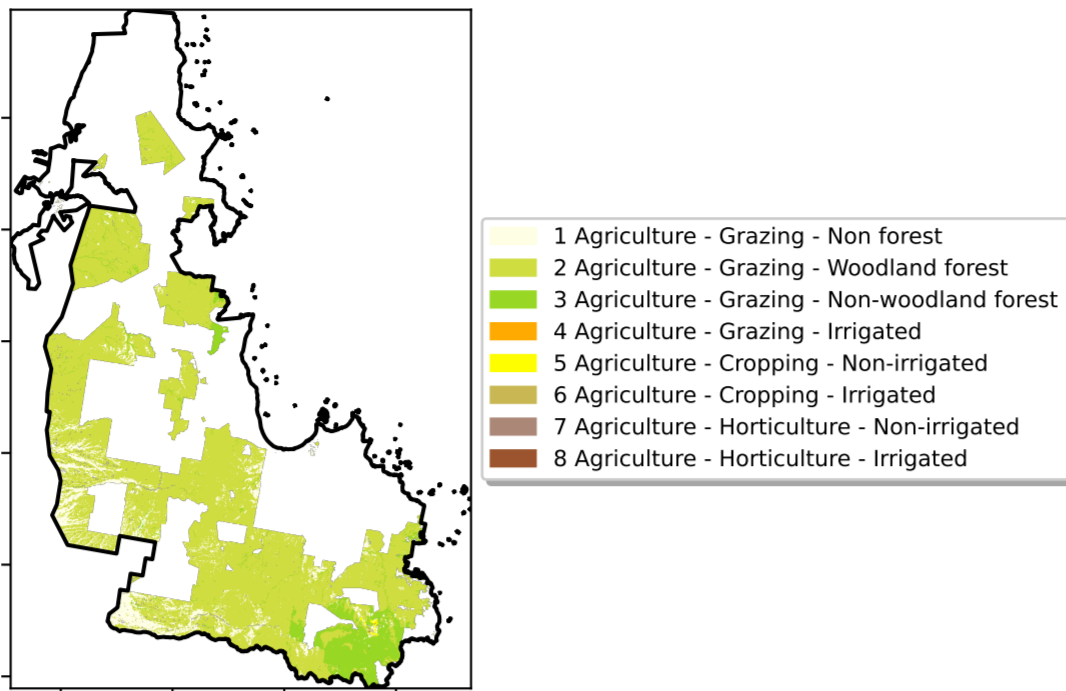 1 Agriculture - Grazing - Non forest
2 Agriculture - Grazing - Woodland forest
3 Agriculture - Grazing - Non-woodland forest
4 Agriculture - Grazing - Irrigated
5 Agriculture - Cropping - Non-irrigated
6 Agriculture - Cropping - Irrigated
7 Agriculture - Horticulture - Non-irrigated
8 Agriculture - Horticulture - Irrigated